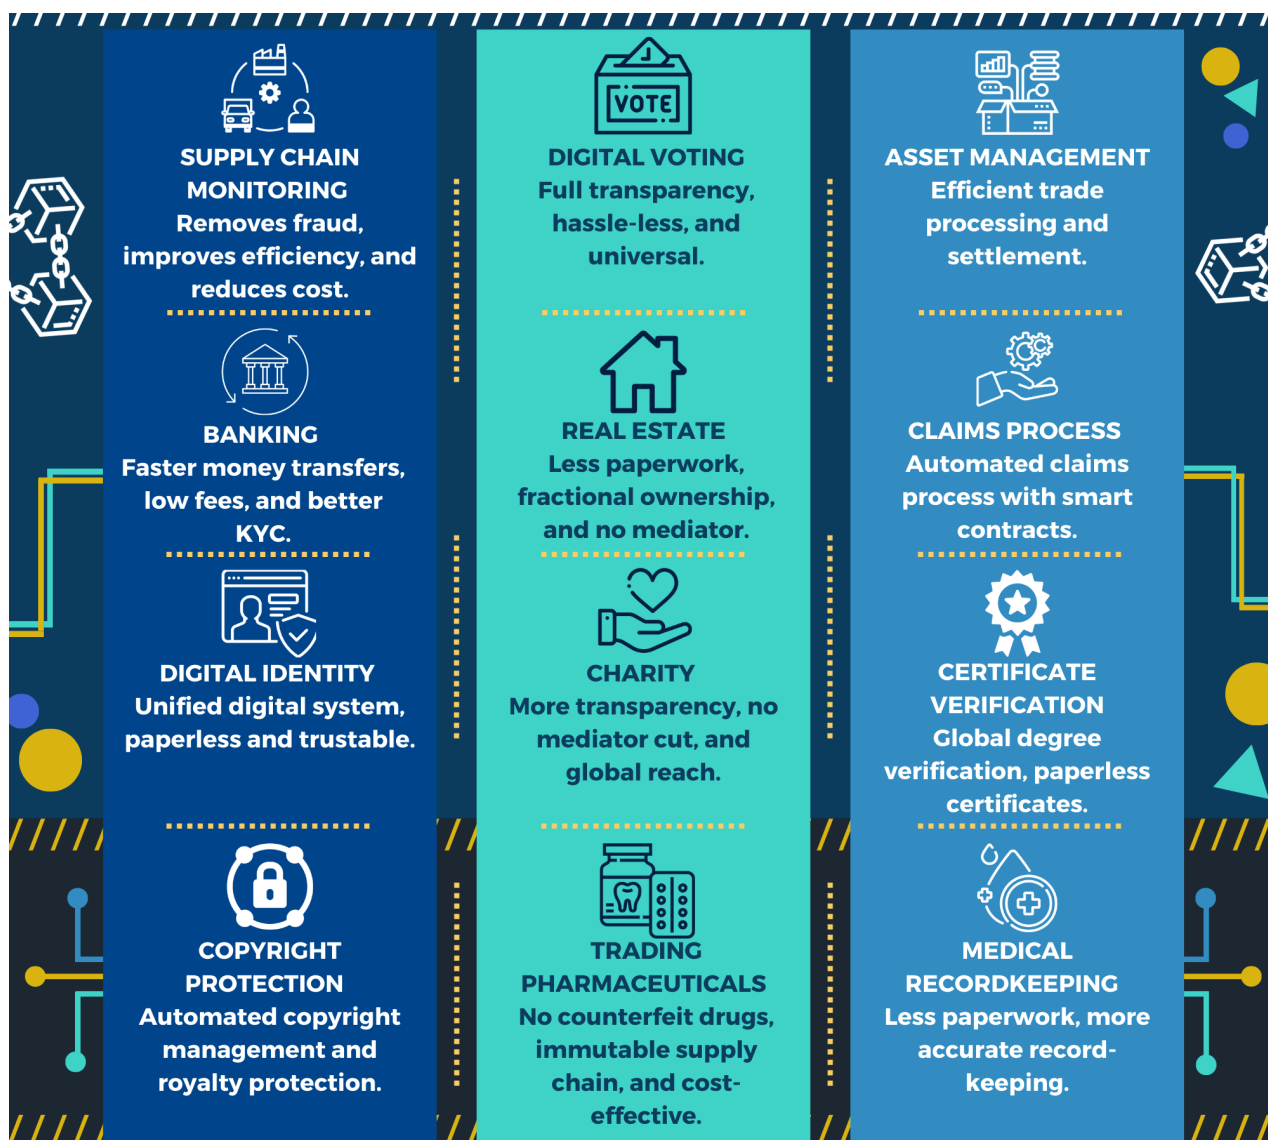 SUPPLY CHAIN
MONITORING
Removes fraud,
improves efficiency, and
reduces cost.
BANKING
Faster money transfers,
low fees, and better
KYC.
DIGITAL IDENTITY
Unified digital system,
paperless and trustable.
COPYRIGHT
PROTECTION
Automated copyright
management and
royalty protection.
VOTE
DIGITAL VOTING
Full transparency,
hassle-less, and
universal.
REAL ESTATE
Less paperwork,
fractional ownership,
and no mediator.
CHARITY
More transparency, no
mediator cut, and
global reach.
TRADING
PHARMACEUTICALS
No counterfeit drugs,
immutable supply
chain, and cost-
effective.
ASSET MANAGEMENT
Efficient trade
processing and
settlement.
CLAIMS PROCESS
Automated claims
process with smart
contracts.
CERTIFICATE
VERIFICATION
Global degree
verification, paperless
certificates.
MEDICAL
RECORDKEEPING
Less paperwork, more
accurate record-
keeping.